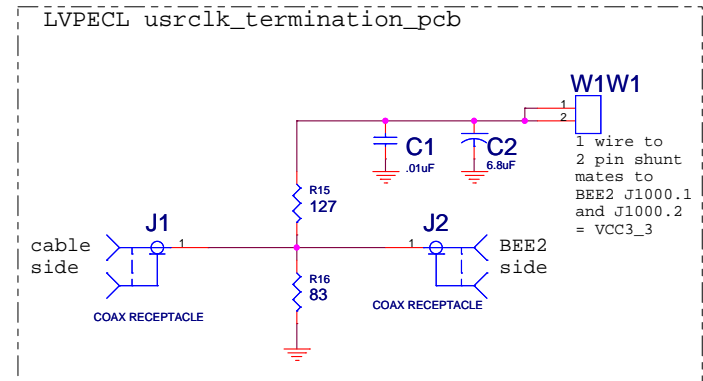 LVPECL usrclk_termination_pcb
W1W1
1
2
C1
.01uF
C2
6.8uF
1 wire to
2 pin shunt
mates to
BEE2 J1000.1
and J1000.2
= VCC3_3
R15
127
J1
1
J2
1
cable
side
BEE2
side
R16
83
COAX RECEPTACLE
COAX RECEPTACLE